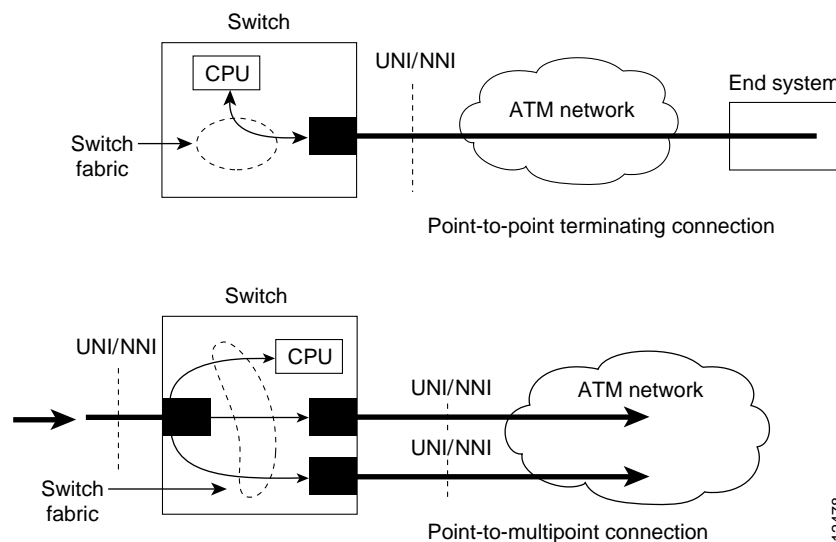 Switch
CPU
UNI/NNI
ATM network
End system
Switch
fabric
Point-to-point terminating connection
Switch
UNI/NNI
CPU
UNI/NNI
ATM network
UNI/NNI
Switch
fabric
Point-to-multipoint connection